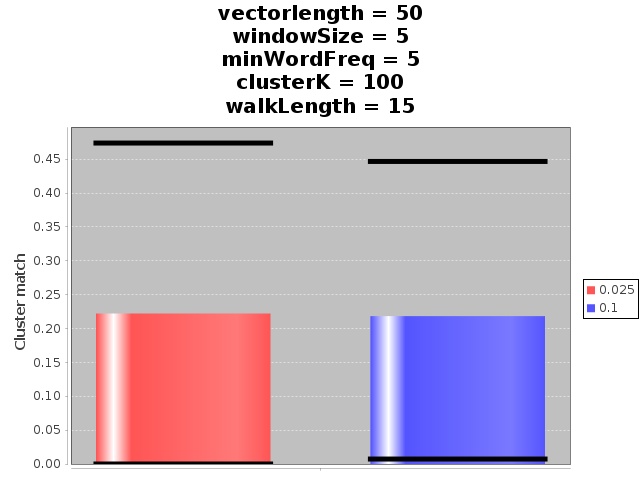 vectorlength = 50
windowSize = 5
minWordFreq = 5
clusterK = 100
walkLength = 15
0.45
0.40
0.35
0.30
0.25
0.20
0.15
0.10
0.05
0.00
Cluster match
0.025
0.1